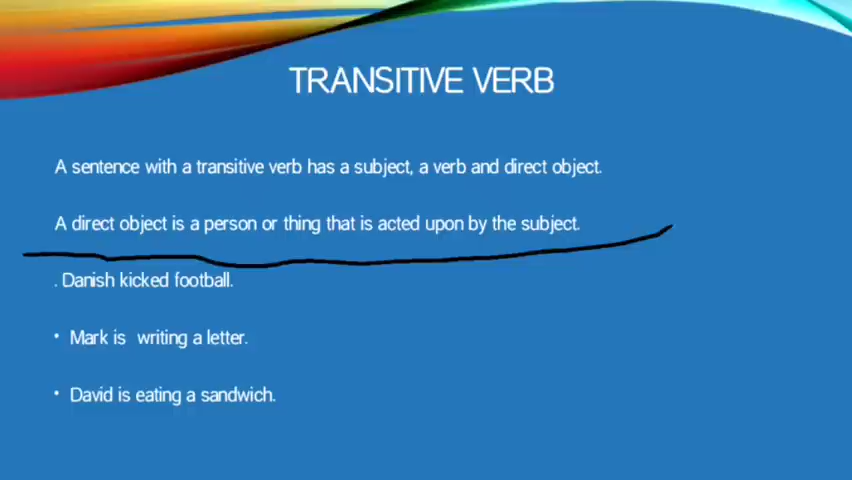 TRANSITIVE VERB
A sentence with a transitive verb has a subject, a verb and direct object.
A direct object is a person or thing that is acted upon by the subject.
. Danish kicked football.
• Mark is writing a letter.
• David is eating a sandwich.